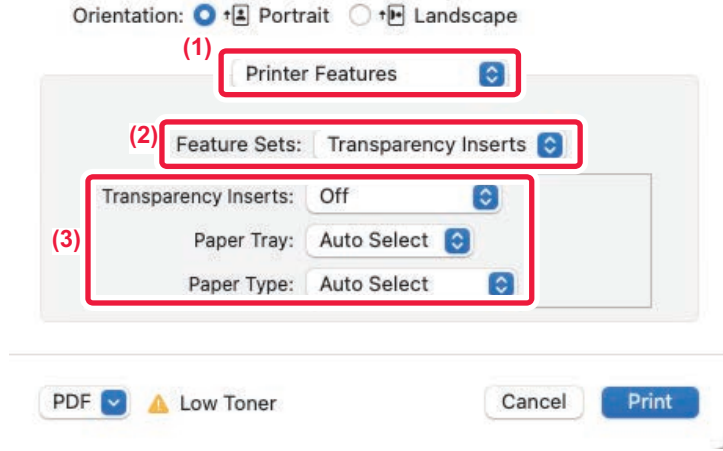 Orientation: Portrait Landscape
(1)
Printer Features
(2)
Feature Sets: Transparency Inserts
Transparency Inserts: Off
(3)
Paper Tray: Auto Select
Paper Type: Auto Select
PDF Low Toner Cancel Print